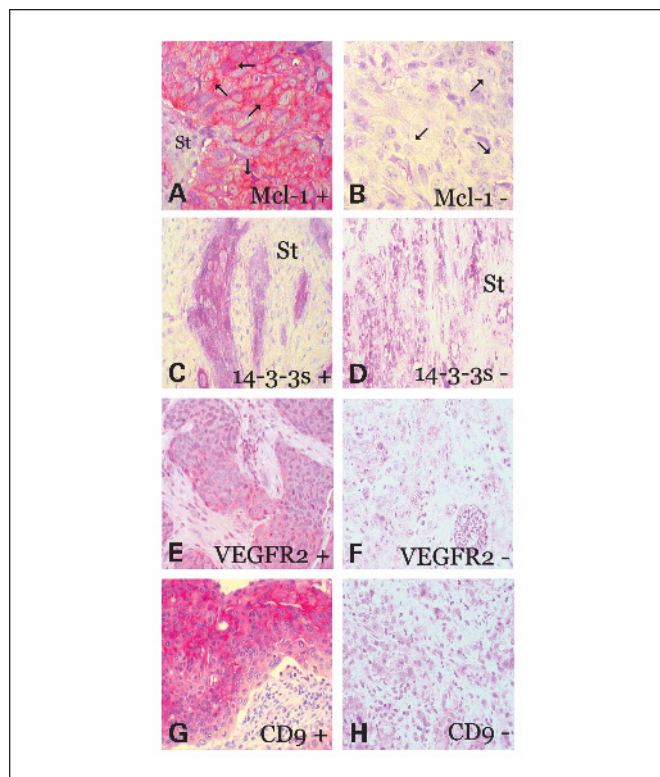 St
A Mcl-1 +
B Mcl-1 -
St
C 14-3-3s +
St
D 14-3-3s -
E VEGFR2 +
F VEGFR2 -
G CD9 +
H CD9 -